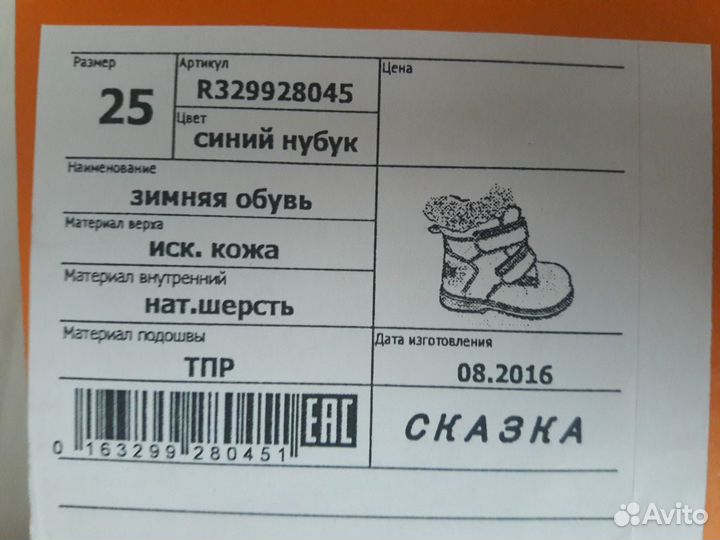 Размер
25
Артикул
R329928045
Цвет
синий нубук
Цена
Наименование
зимняя обувь
Материал верха
иск. кожа
Материал внутренний
нат.шерсть
Материал подошвы
ТПР
Дата изготовления
08.2016
0 163299 280451
EAC
СКАЗКА
Avito